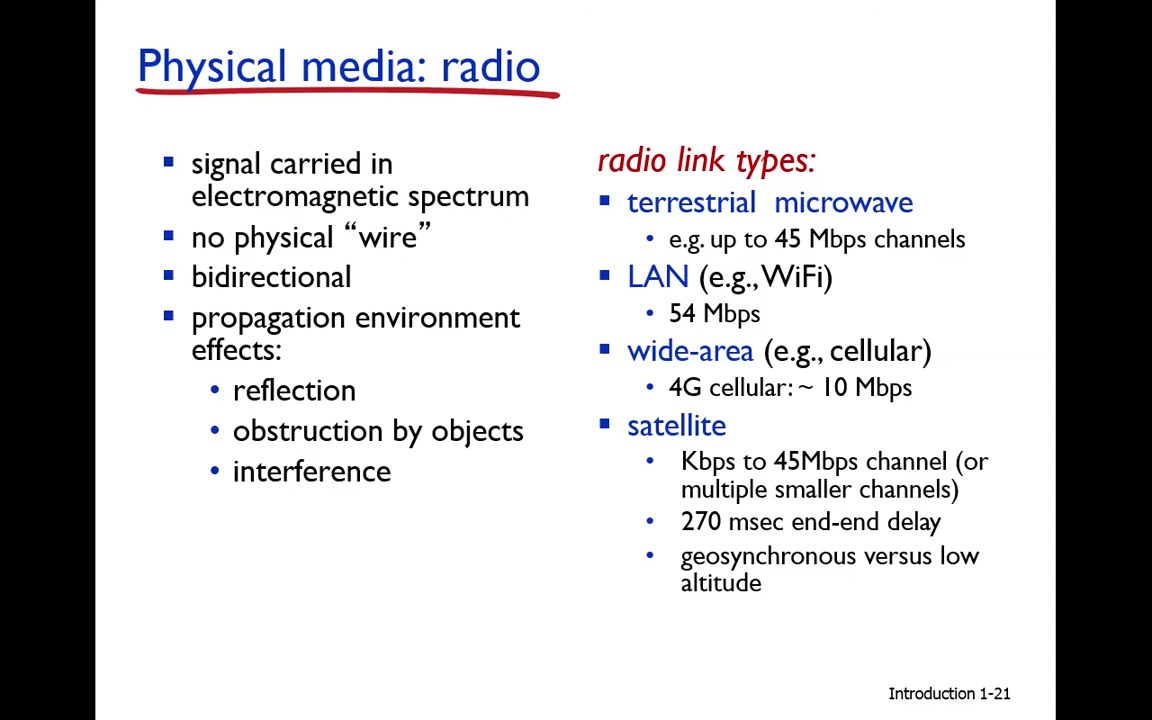 Physical media: radio
▪ signal carried in
electromagnetic spectrum
▪ no physical “wire”
▪ bidirectional
▪ propagation environment
effects:
• reflection
• obstruction by objects
• interference
radio link types:
▪ terrestrial microwave
• e.g. up to 45 Mbps channels
▪ LAN (e.g., WiFi)
• 54 Mbps
▪ wide-area (e.g., cellular)
• 4G cellular: ~ 10 Mbps
▪ satellite
• Kbps to 45Mbps channel (or
multiple smaller channels)
• 270 msec end-end delay
• geosynchronous versus low
altitude
Introduction 1-21